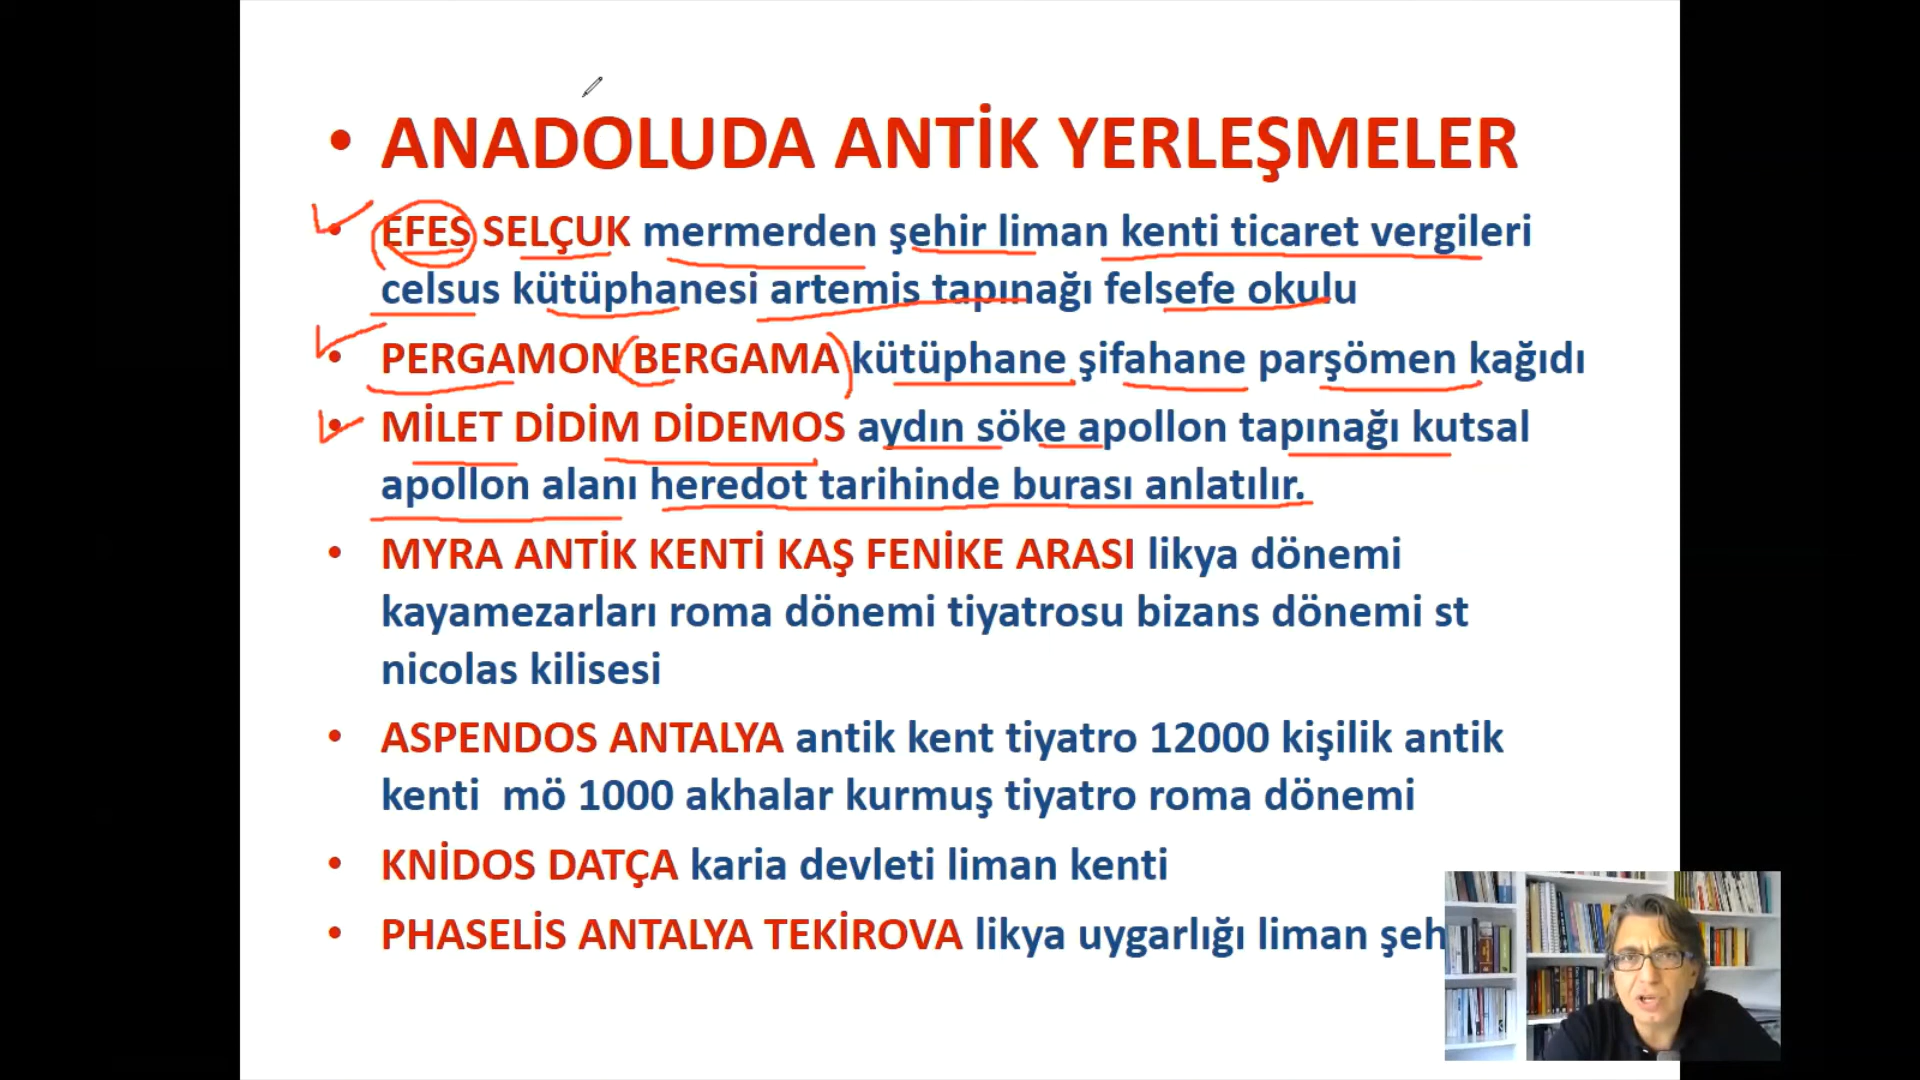 • ANADOLUDA ANTİK YERLEŞMELER
• EFES SELÇUK mermerden şehir liman kenti ticaret vergileri
celsus kütüphanesi artemis tapınağı felsefe okulu
• PERGAMON BERGAMA kütüphane şifahane parşömen kağıdı
• MİLET DİDİM DİDEMOS aydın söke apollon tapınağı kutsal
apollon alanı heredot tarihinde burası anlatılır.
• MYRA ANTİK KENTİ KAŞ FENİKE ARASI likya dönemi
kayamezarları roma dönemi tiyatrosu bizans dönemi st
nicolas kilisesi
• ASPENDOS ANTALYA antik kent tiyatro 12000 kişilik antik
kenti mö 1000 akhalar kurmuş tiyatro roma dönemi
• KNİDOS DATÇA karia devleti liman kenti
• PHASELİS ANTALYA TEKİROVA likya uygarlığı liman şeh